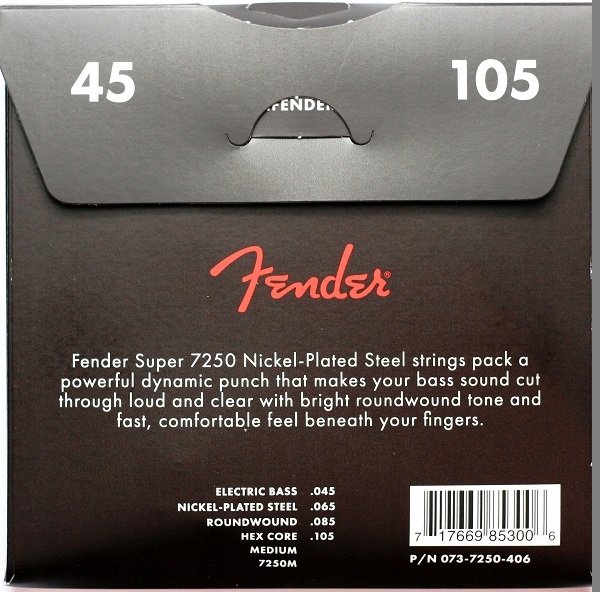 45 105
FENDER
Fender®
Fender Super 7250 Nickel-Plated Steel strings pack a
powerful dynamic punch that makes your bass sound cut
through loud and clear with bright roundwound tone and
fast, comfortable feel beneath your fingers.
ELECTRIC BASS .045
NICKEL-PLATED STEEL .065
ROUNDWOUND .085
HEX CORE .105
MEDIUM
7250M
7 17669 85300 6
P/N 073-7250-406